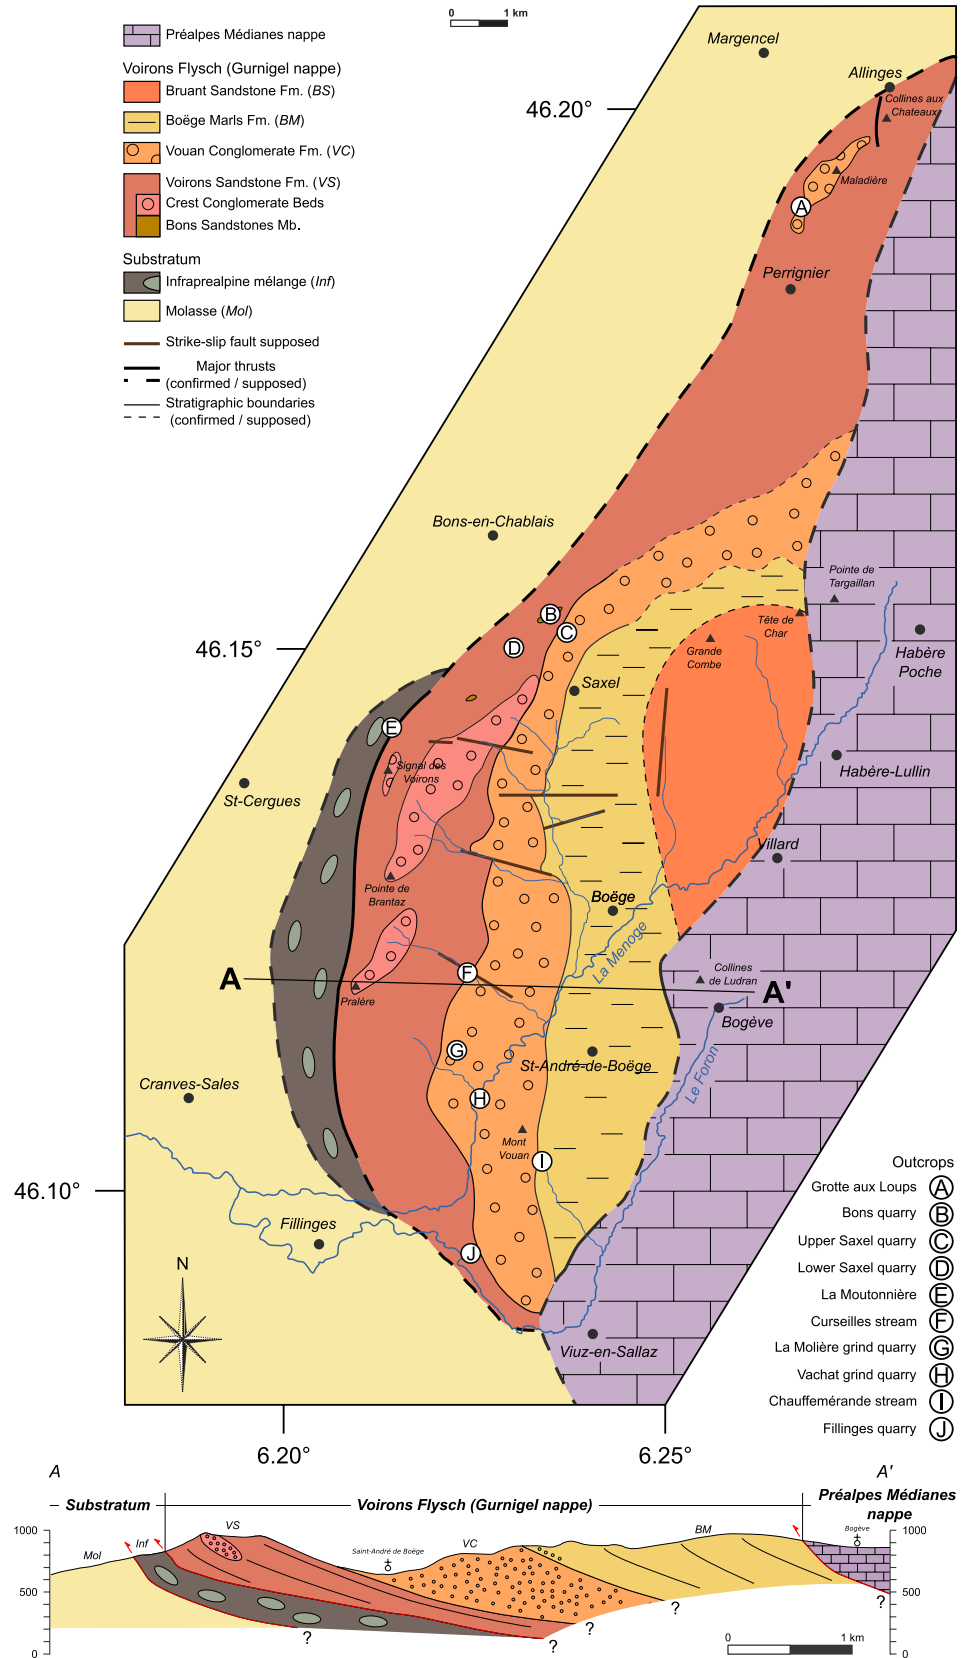 0 1 km
Préalpes Médianes nappe
Voirons Flysch (Gurnigel nappe)
Bruant Sandstone Fm. (BS)
Boëge Marls Fm. (BM)
Vouan Conglomerate Fm. (VC)
Voirons Sandstone Fm. (VS)
Crest Conglomerate Beds
Bons Sandstones Mb.
Substratum
Infraprealpine mélange (Inf)
Molasse (Mol)
Strike-slip fault supposed
Major thrusts
(confirmed / supposed)
Stratigraphic boundaries
(confirmed / supposed)
Margencel
Allinges
46.20°
Collines aux
Chateaux
Maladière
A
Perrignier
Bons-en-Chablais
Pointe de
Targaillan
B
Tête de
Char
C
46.15°
D
Grande
Combe
Habère
Poche
Saxel
E
Signal des
Voirons
Habère-Lullin
St-Cergues
Villard
Pointe de
Brantaz
Boëge
La Menoge
F
Collines
de Ludran
A
A'
Pralère
Bogève
G
St-André-de-Boëge
Le Foron
Cranves-Sales
H
Mont
Vouan
I
46.10°
Fillinges
J
N
Viuz-en-Sallaz
Outcrops
Grotte aux Loups A
Bons quarry B
Upper Saxel quarry C
Lower Saxel quarry D
La Moutonnière E
Curseilles stream F
La Molière grind quarry G
Vachat grind quarry H
Chauffemérande stream I
Fillinges quarry J
6.20°
6.25°
A
A'
Substratum
Voirons Flysch (Gurnigel nappe)
Préalpes Médianes
nappe
1000
500
0
Mol
Inf
VS
Saint-André de Boëge
VC
BM
Bogève
1000
500
0
?
?
?
?
?
0 1 km